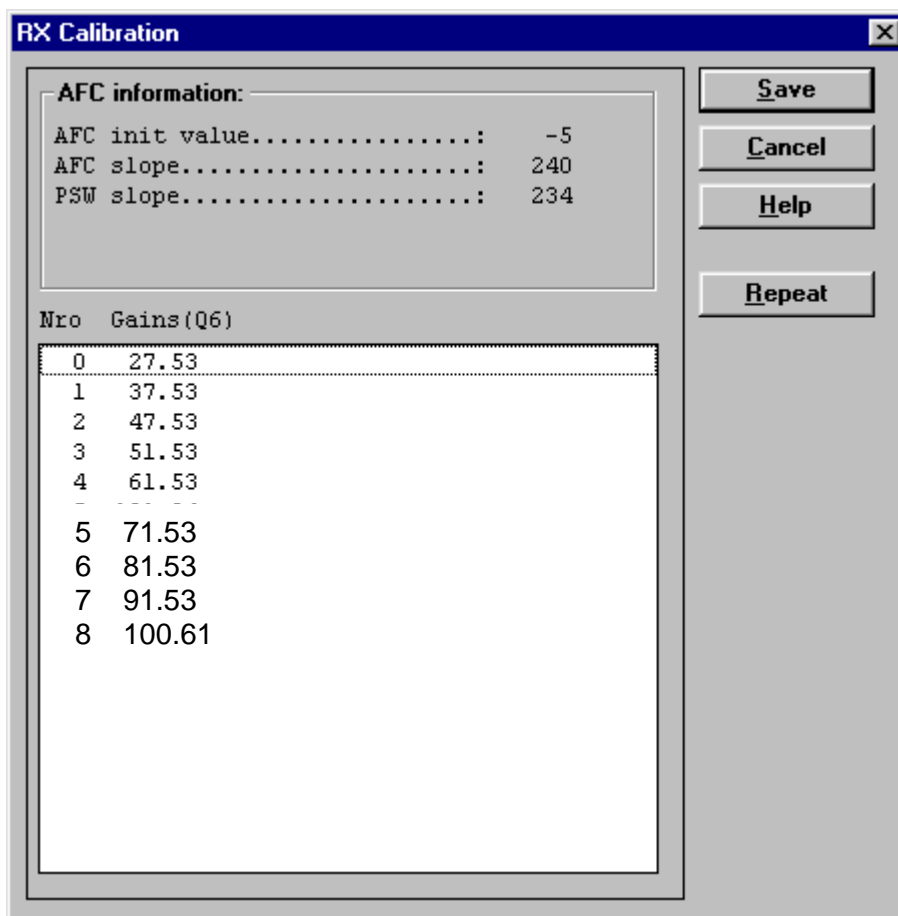 RX Calibration
AFC information:
AFC init value................: -5
AFC slope.....................: 240
PSW slope.....................: 234
Nro Gains(Q6)
0 27.53
1 37.53
2 47.53
3 51.53
4 61.53
5 71.53
6 81.53
7 91.53
8 100.61
Save
Cancel
Help
Repeat